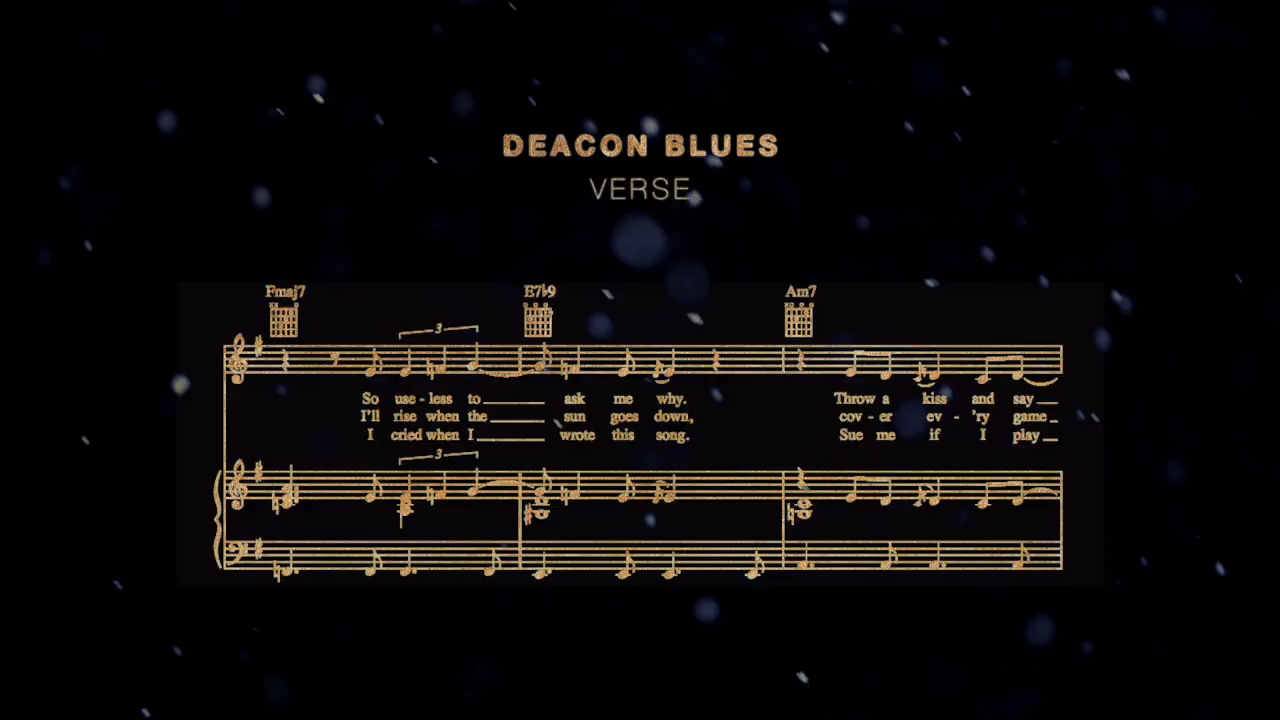 DEACON BLUES
VERSE
Fmaj7 E7♭9 Am7
3
So use - less to ask me why. Throw a kiss and say
I'll rise when the sun goes down, cov - er ev - 'ry game
I cried when I wrote this song. Sue me if I play
3